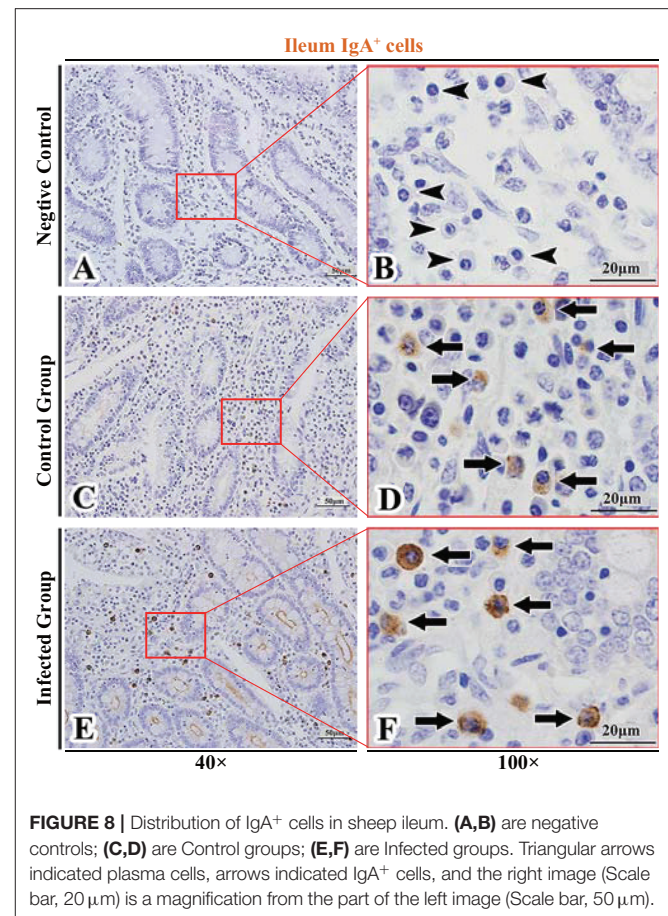 Ileum IgA⁺ cells
Negtive Control
A
50μm
B
20μm
Control Group
C
50μm
D
20μm
Infected Group
E
50μm
F
20μm
40×
100×
FIGURE 8 | Distribution of IgA⁺ cells in sheep ileum. (A,B) are negative
controls; (C,D) are Control groups; (E,F) are Infected groups. Triangular arrows
indicated plasma cells, arrows indicated IgA⁺ cells, and the right image (Scale
bar, 20 μm) is a magnification from the part of the left image (Scale bar, 50 μm).